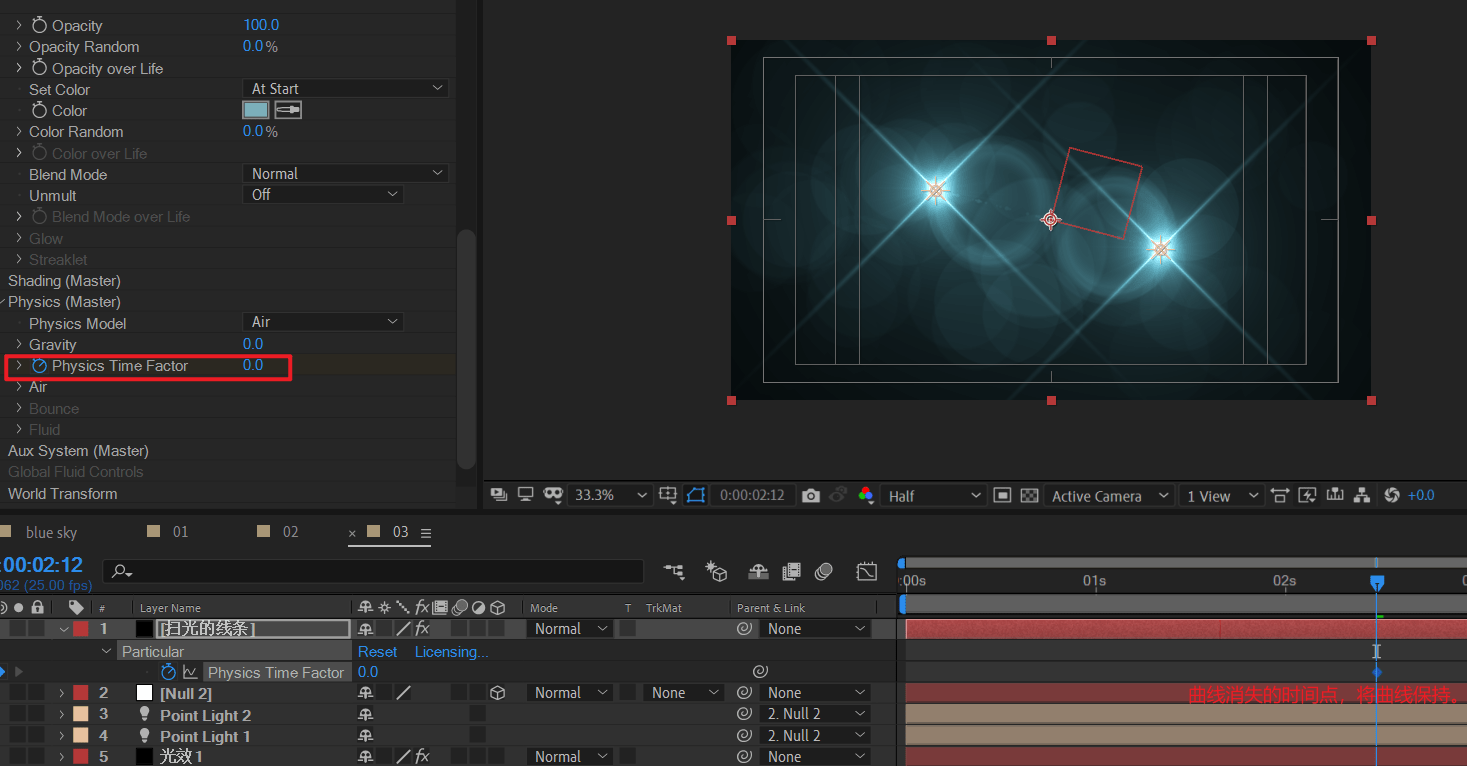 Opacity 100.0
Opacity Random 0.0%
Opacity over Life
Set Color At Start
Color
Color Random 0.0%
Color over Life
Blend Mode Normal
Unmult Off
Blend Mode over Life
Glow
Streaklet
Shading (Master)
Physics (Master)
Physics Model Air
Gravity 0.0
Physics Time Factor 0.0
Air
Bounce
Fluid
Aux System (Master)
Global Fluid Controls
World Transform
33.3% 0:00:02:12 Half Active Camera 1 View +0.0
blue sky 01 02 × 03
:00:02:12
062 (25.00 fps)
:00s 01s 02s
# Layer Name fx Mode T TrkMat Parent & Link
1 [扫光的线条] fx Normal None
Particular Reset Licensing...
Physics Time Factor 0.0
2 [Null 2] Normal None None
曲线消失的时间点，将曲线保持。
3 Point Light 2 2. Null 2
4 Point Light 1 2. Null 2
5 光效1 fx Normal None